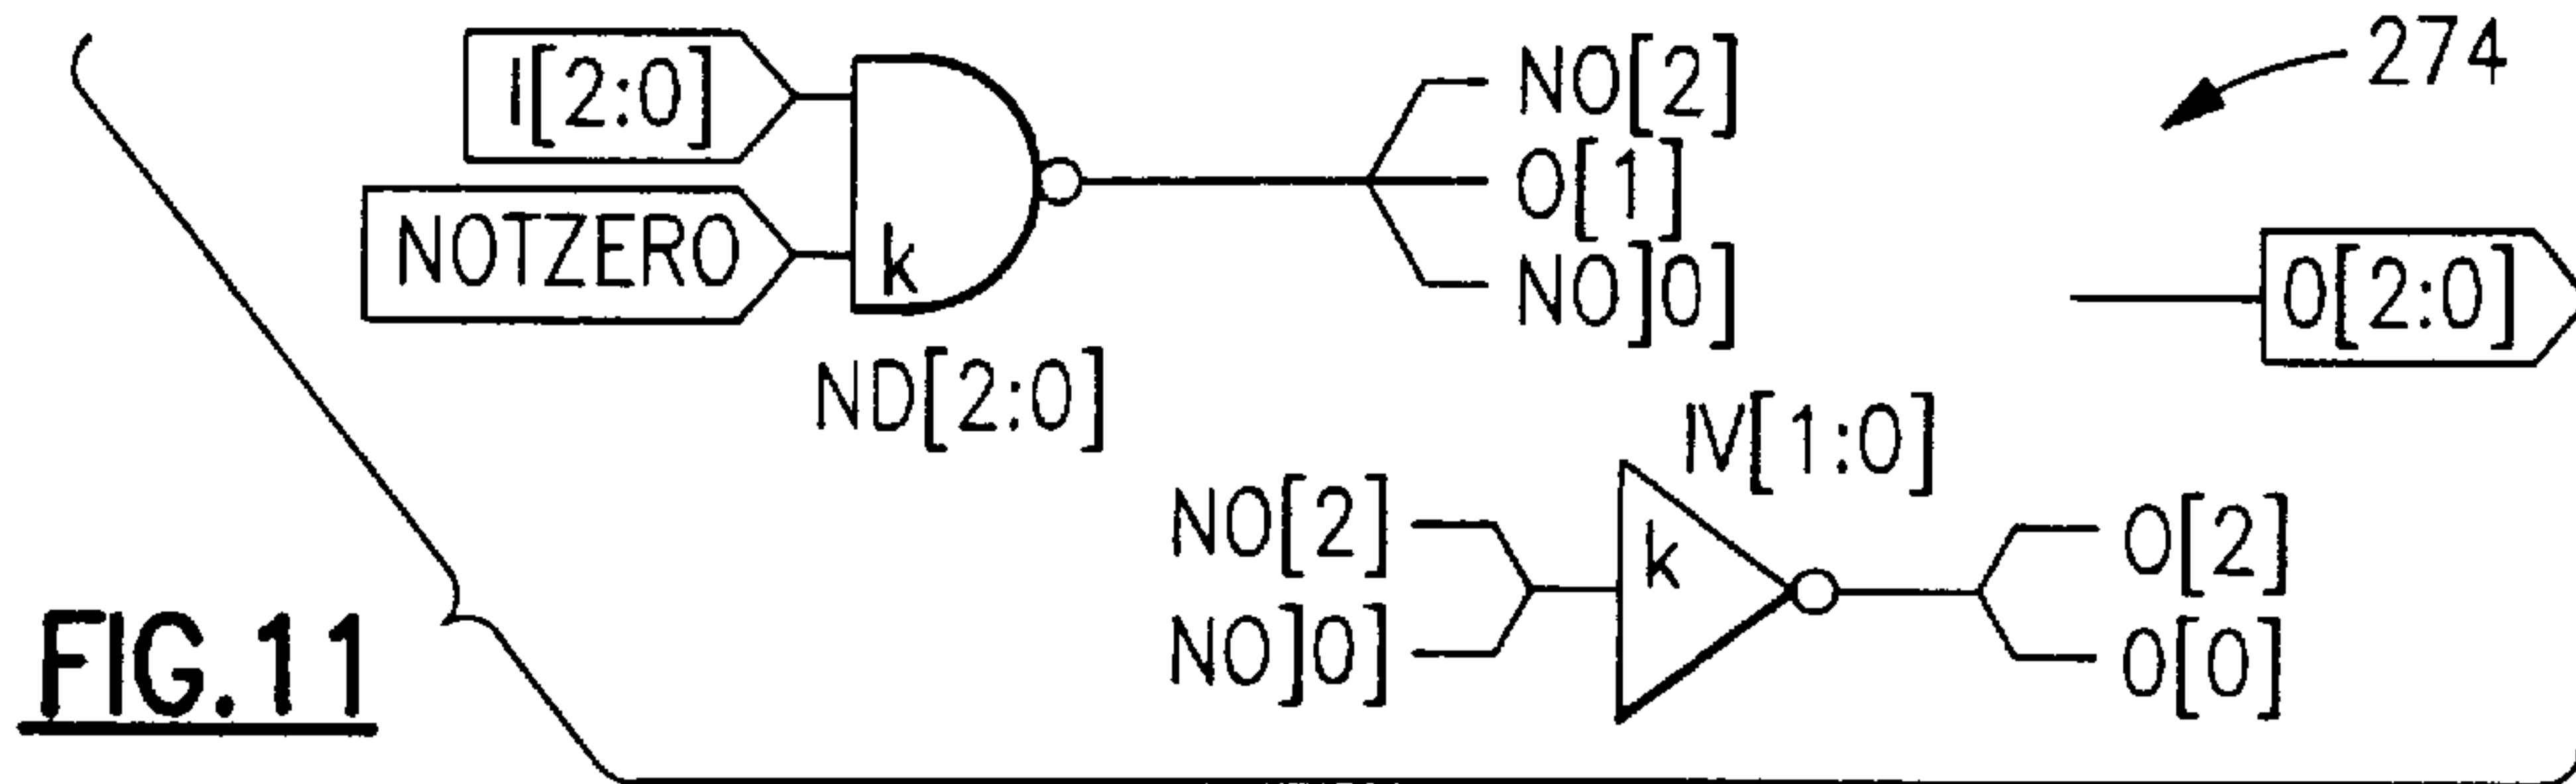 I[2:0]
NOTZERO
k
ND[2:0]
NO[2]
O[1]
NO]0]
274
O[2:0]
IV[1:0]
NO[2]
NO]0]
k
O[2]
O[0]
FIG.11